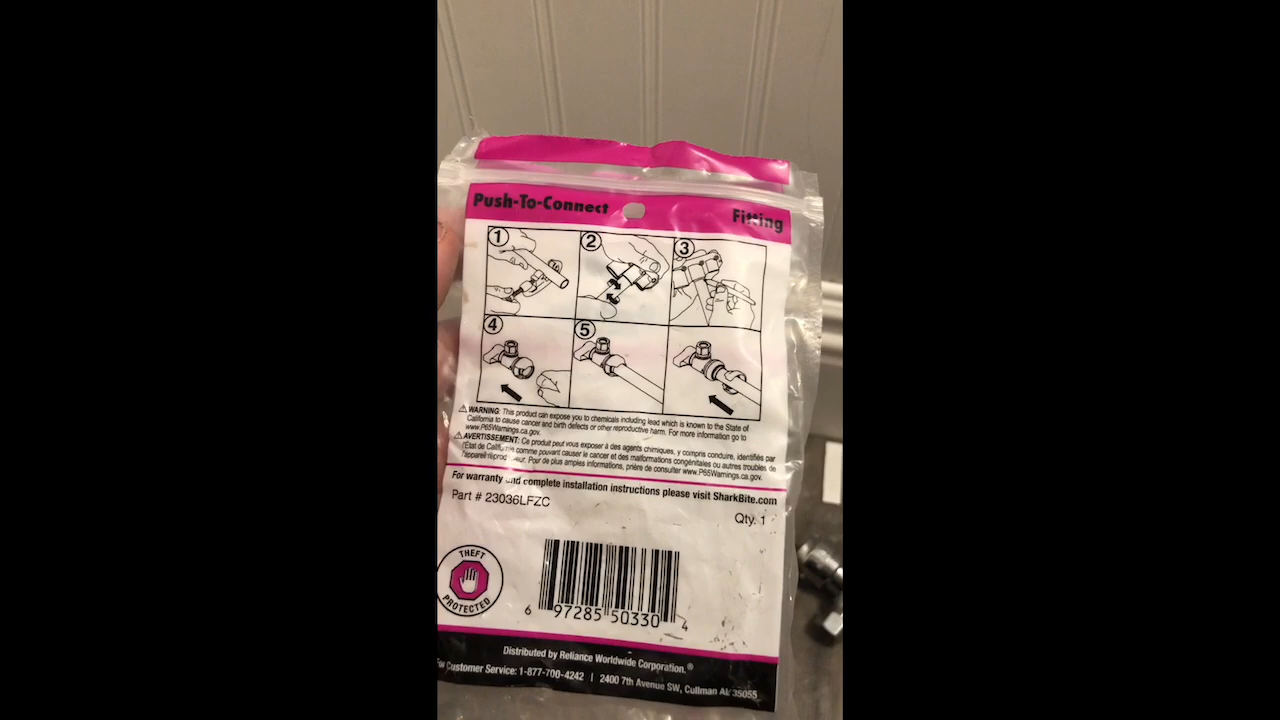 Push-To-Connect Fitting
1 2 3
4 5
WARNING: This product can expose you to chemicals including lead which is known to the State of
California to cause cancer and birth defects or other reproductive harm. For more information go to
www.P65Warnings.ca.gov.
AVERTISSEMENT: Ce produit peut vous exposer à des agents chimiques, y compris conduire, identifiés par
l'État de Californie comme pouvant causer le cancer et des malformations congénitales ou autres troubles de
l'appareil reproducteur. Pour de plus amples informations, prière de consulter www.P65Warnings.ca.gov.
For warranty and complete installation instructions please visit SharkBite.com
Part # 23036LFZC
Qty. 1
THEFT
PROTECTED
6 97285 50330 4
Distributed by Reliance Worldwide Corporation.®
For Customer Service: 1-877-700-4242 | 2400 7th Avenue SW, Cullman AL 35055